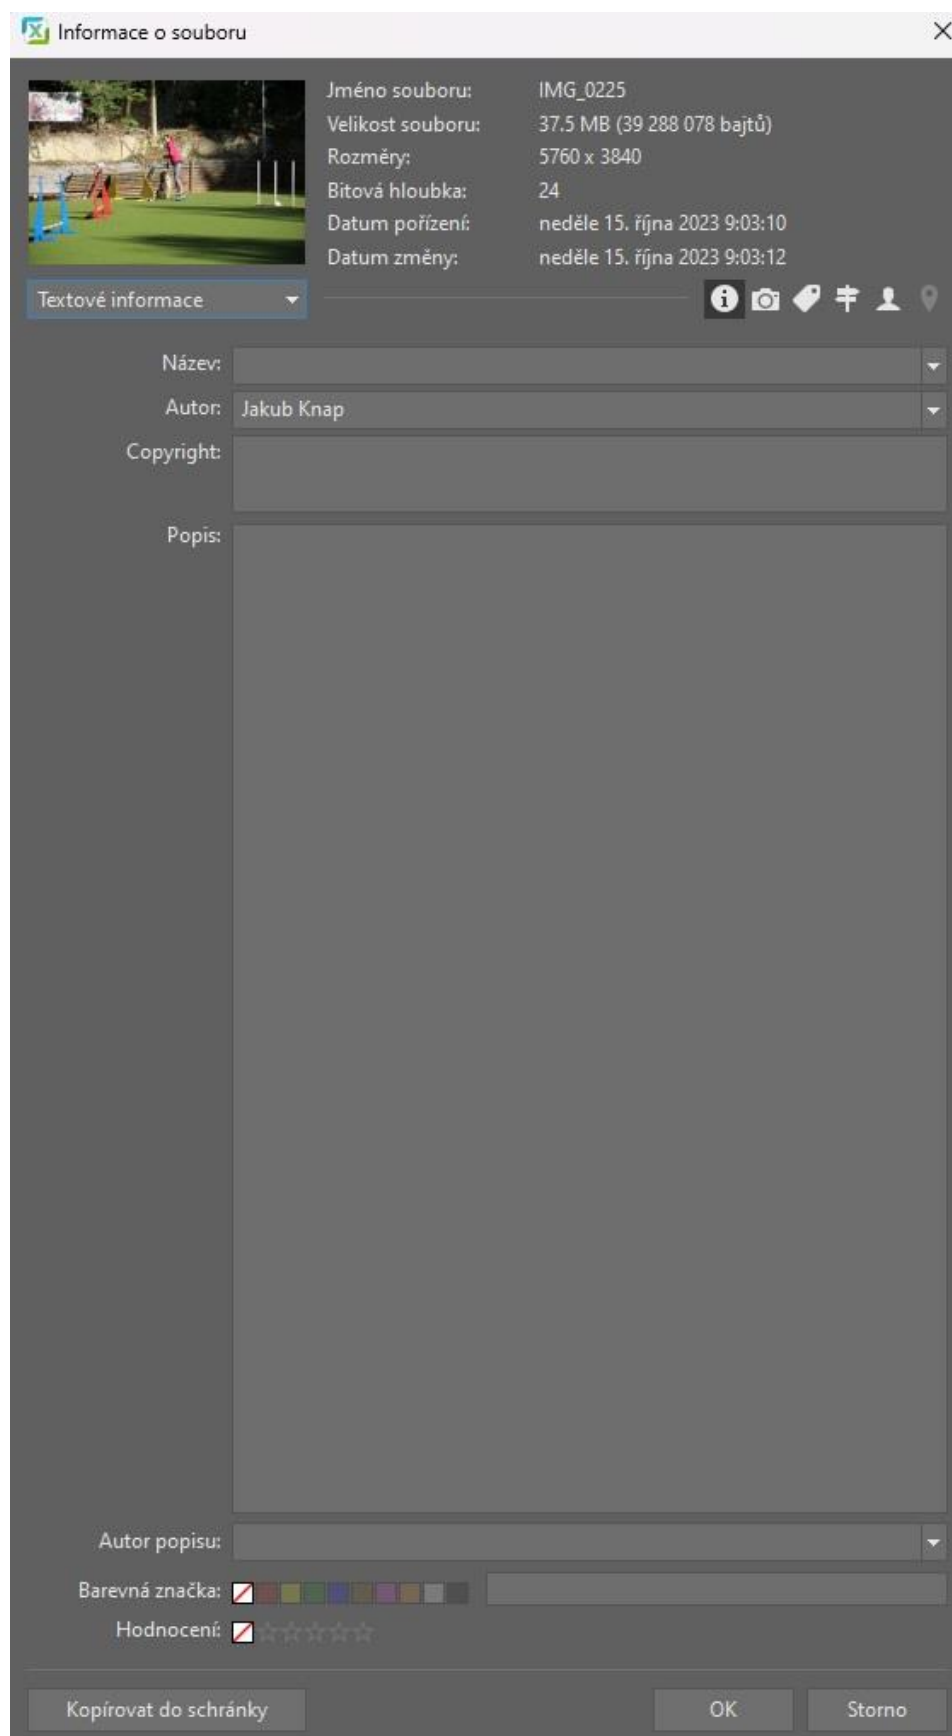 Informace o souboru
Jméno souboru: IMG_0225
Velikost souboru: 37.5 MB (39 288 078 bajtů)
Rozměry: 5760 x 3840
Bitová hloubka: 24
Datum pořízení: neděle 15. října 2023 9:03:10
Datum změny: neděle 15. října 2023 9:03:12
Textové informace
Název:
Autor: Jakub Knap
Copyright:
Popis:
Autor popisu:
Barevná značka:
Hodnocení:
Kopírovat do schránky OK Storno